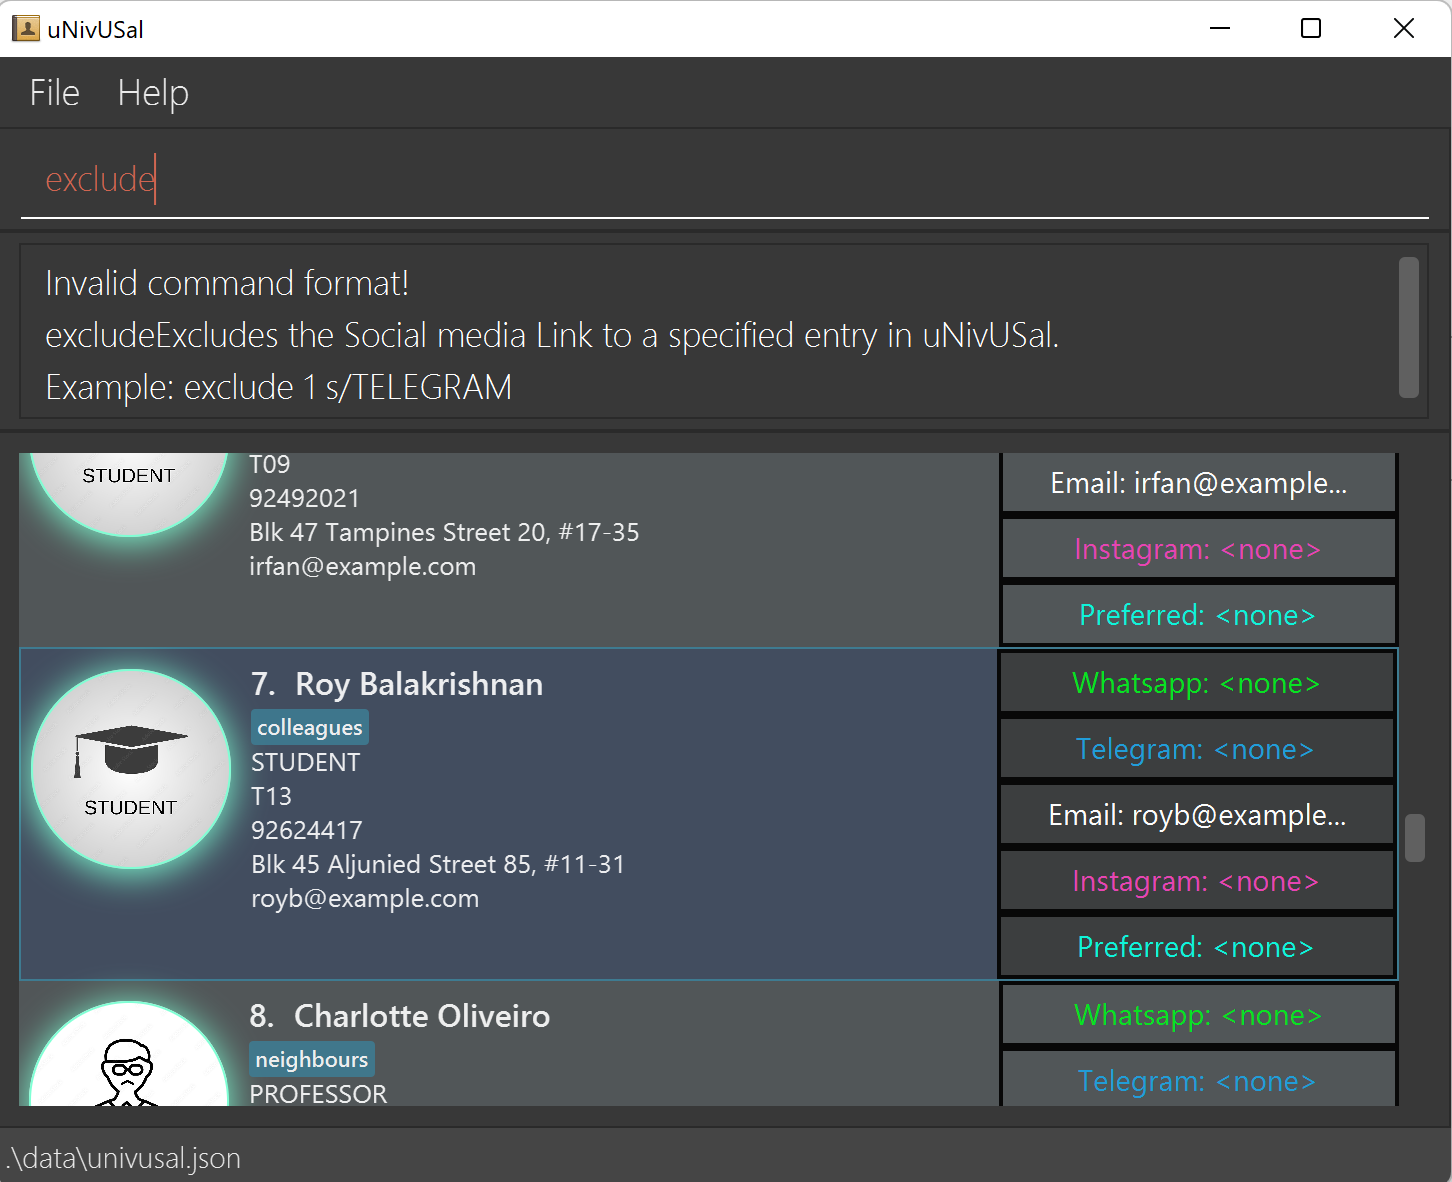 uNivUSal
File Help
exclude
Invalid command format!
excludeExcludes the Social media Link to a specified entry in uNivUSal.
Example: exclude 1 s/TELEGRAM
STUDENT
T09
92492021
Blk 47 Tampines Street 20, #17-35
irfan@example.com
Email: irfan@example...
Instagram: <none>
Preferred: <none>
STUDENT
7. Roy Balakrishnan
colleagues
STUDENT
T13
92624417
Blk 45 Aljunied Street 85, #11-31
royb@example.com
Whatsapp: <none>
Telegram: <none>
Email: royb@example...
Instagram: <none>
Preferred: <none>
8. Charlotte Oliveiro
neighbours
PROFESSOR
Whatsapp: <none>
Telegram: <none>
.\data\univusal.json